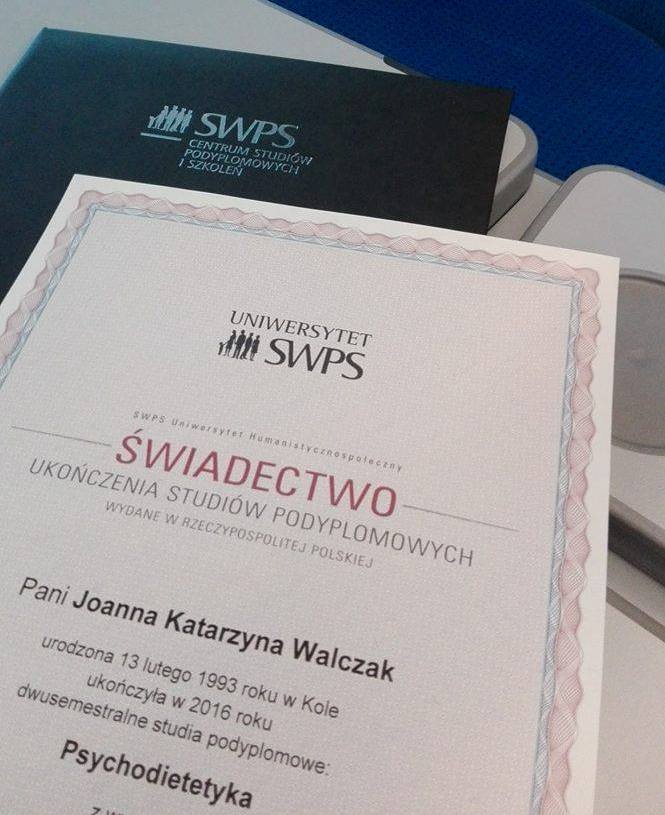 SWPS
CENTRUM STUDIÓW
PODYPLOMOWYCH
I SZKOLEŃ
UNIWERSYTET
SWPS
SWPS Uniwersytet Humanistycznospołeczny
ŚWIADECTWO
UKOŃCZENIA STUDIÓW PODYPLOMOWYCH
WYDANE W RZECZYPOSPOLITEJ POLSKIEJ
Pani Joanna Katarzyna Walczak
urodzona 13 lutego 1993 roku w Kole
ukończyła w 2016 roku
dwusemestralne studia podyplomowe:
Psychodietetyka